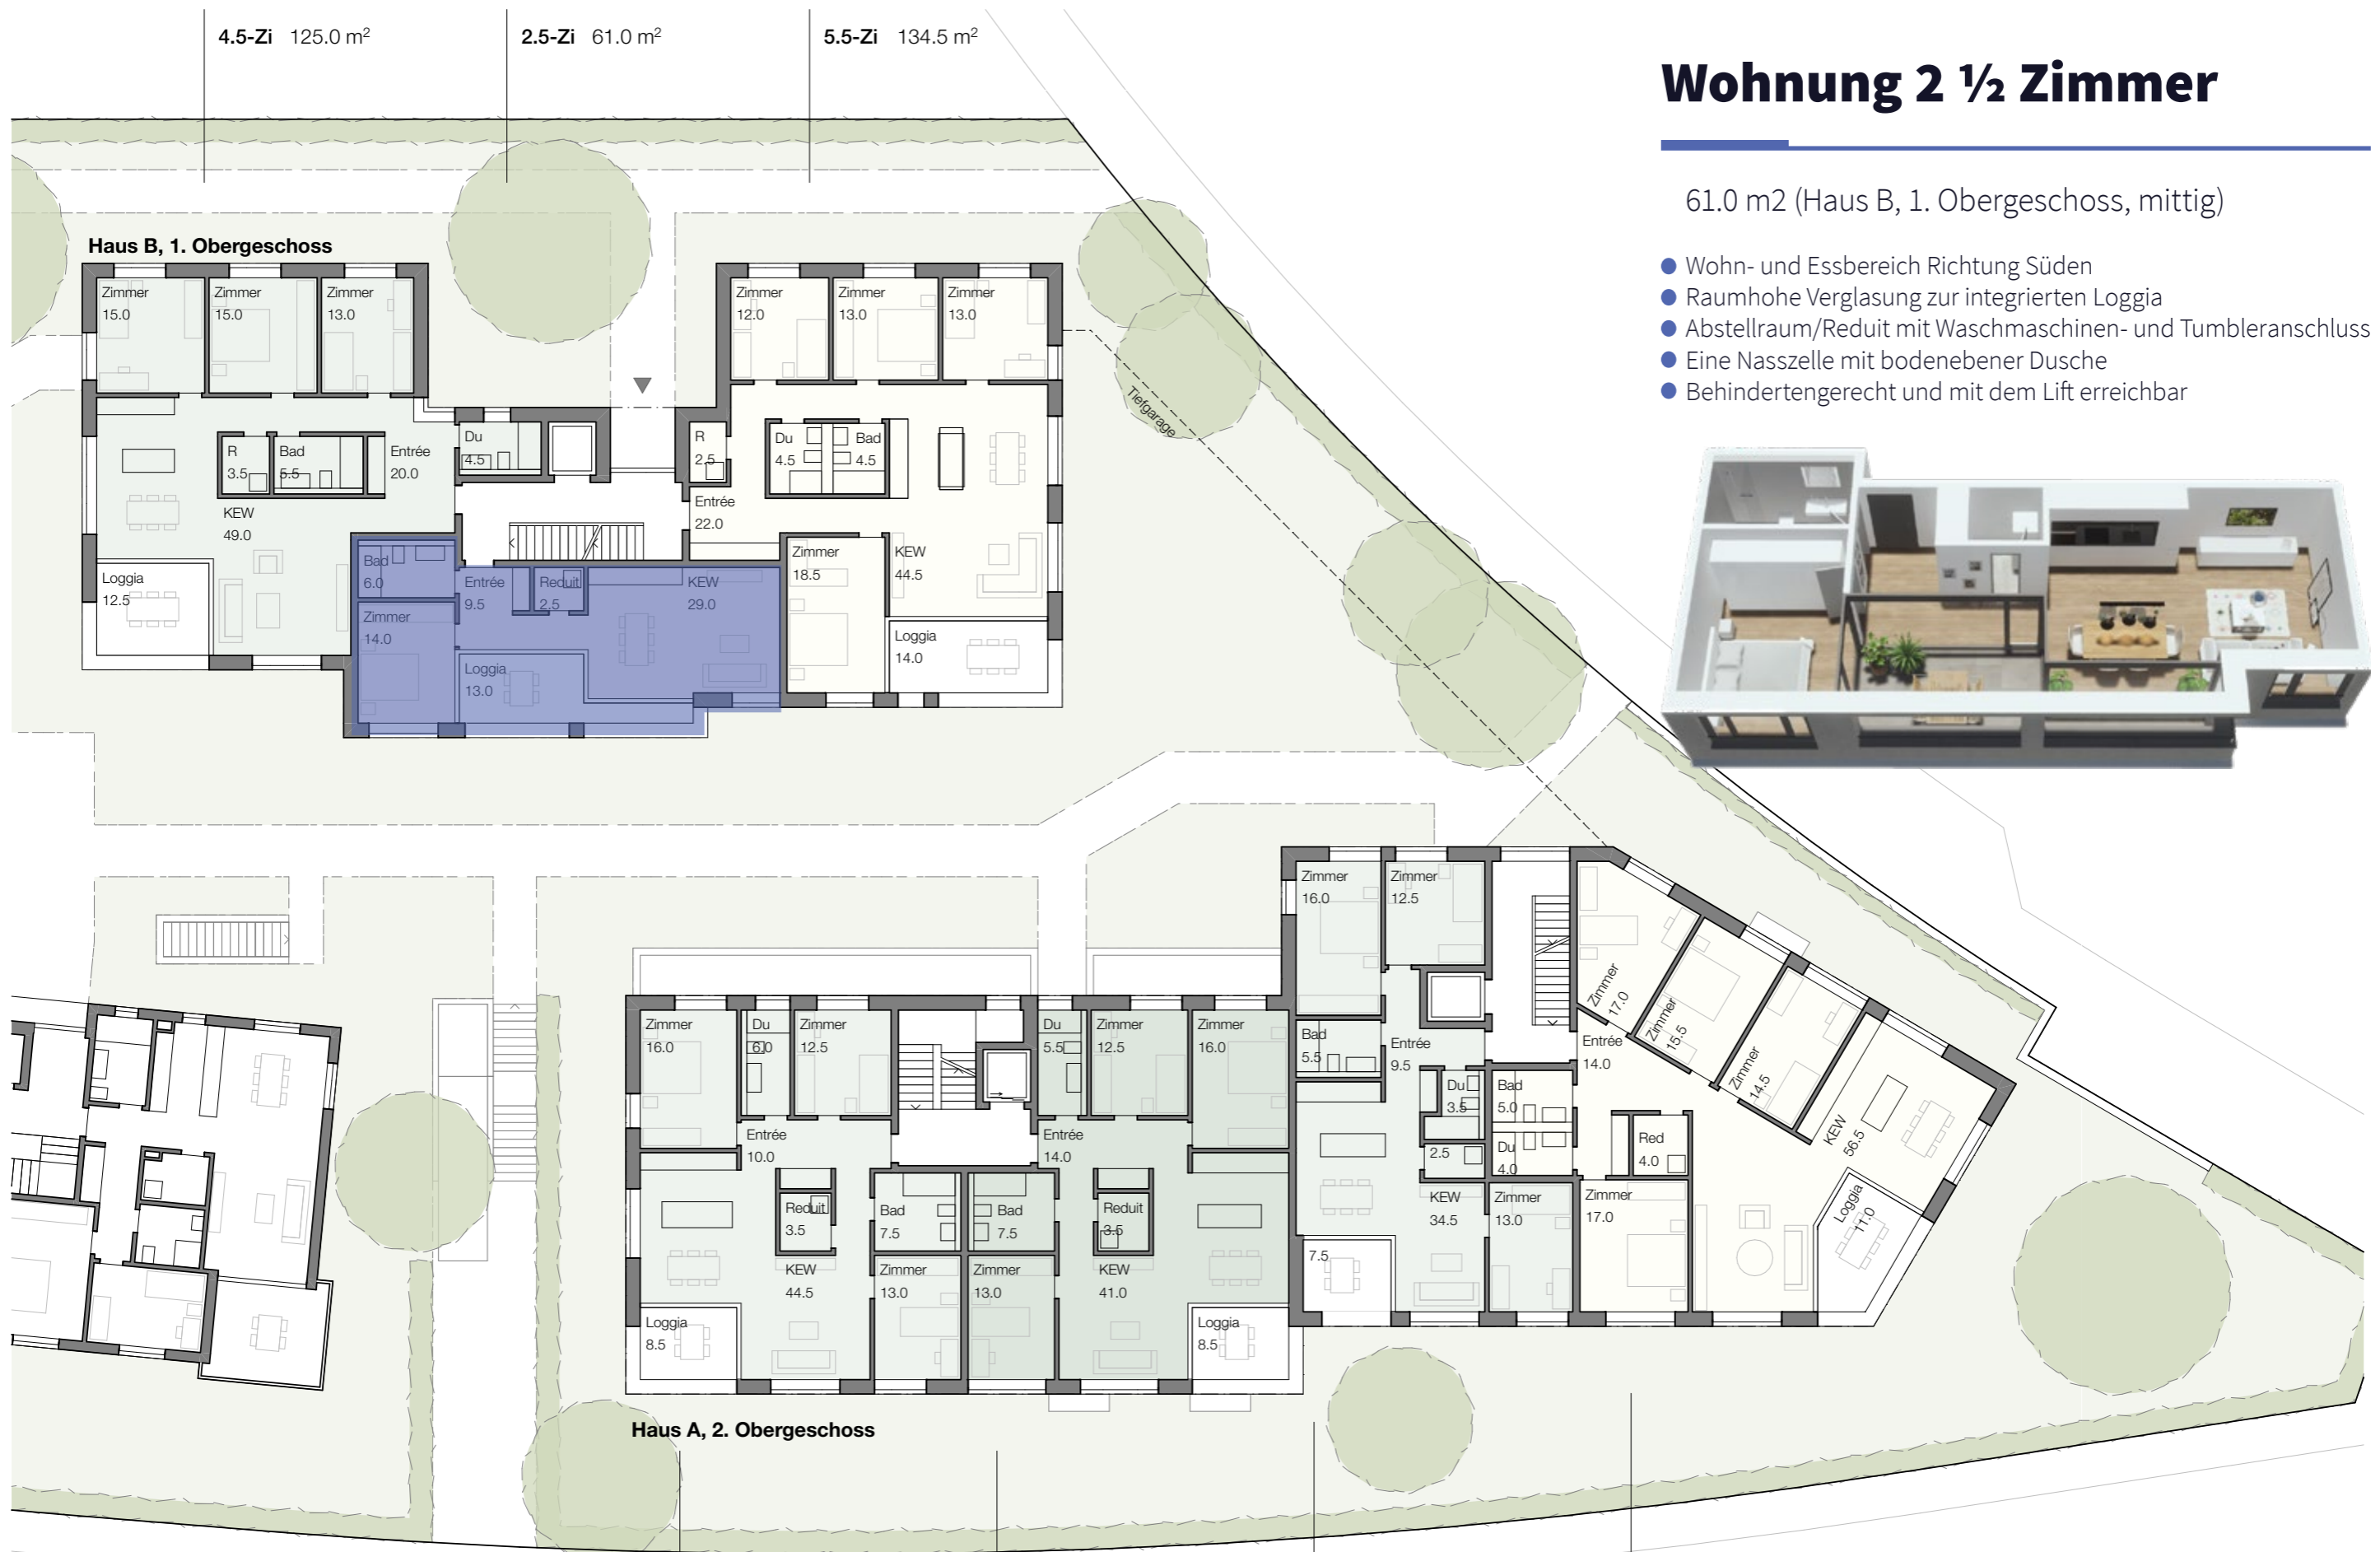 4.5-Zi 125.0 m²
2.5-Zi 61.0 m²
5.5-Zi 134.5 m²
Wohnung 2 ½ Zimmer
61.0 m2 (Haus B, 1. Obergeschoss, mittig)
● Wohn- und Essbereich Richtung Süden
● Raumhohe Verglasung zur integrierten Loggia
● Abstellraum/Reduit mit Waschmaschinen- und Tumbleranschluss
● Eine Nasszelle mit bodenebener Dusche
● Behindertengerecht und mit dem Lift erreichbar
Haus B, 1. Obergeschoss
Zimmer
15.0
Zimmer
15.0
Zimmer
13.0
R
3.5
Bad
5.5
Entrée
20.0
Du
4.5
KEW
49.0
Loggia
12.5
Bad
6.0
Entrée
9.5
Reduit
2.5
KEW
29.0
Zimmer
14.0
Loggia
13.0
Zimmer
12.0
Zimmer
13.0
Zimmer
13.0
R
2.5
Du
4.5
Bad
4.5
Entrée
22.0
Zimmer
18.5
KEW
44.5
Loggia
14.0
Tiefgarage
Zimmer
16.0
Du
6.0
Zimmer
12.5
Entrée
10.0
Reduit
3.5
Bad
7.5
KEW
44.5
Zimmer
13.0
Loggia
8.5
Du
5.5
Zimmer
12.5
Zimmer
16.0
Entrée
14.0
Bad
7.5
Reduit
3.5
Zimmer
13.0
KEW
41.0
Loggia
8.5
Zimmer
16.0
Zimmer
12.5
Bad
5.5
Entrée
9.5
Du
3.5
2.5
KEW
34.5
Zimmer
13.0
7.5
Zimmer
17.0
Zimmer
15.5
Zimmer
14.5
Entrée
14.0
Bad
5.0
Du
4.0
Red
4.0
Zimmer
17.0
KEW
56.5
Loggia
11.0
Haus A, 2. Obergeschoss